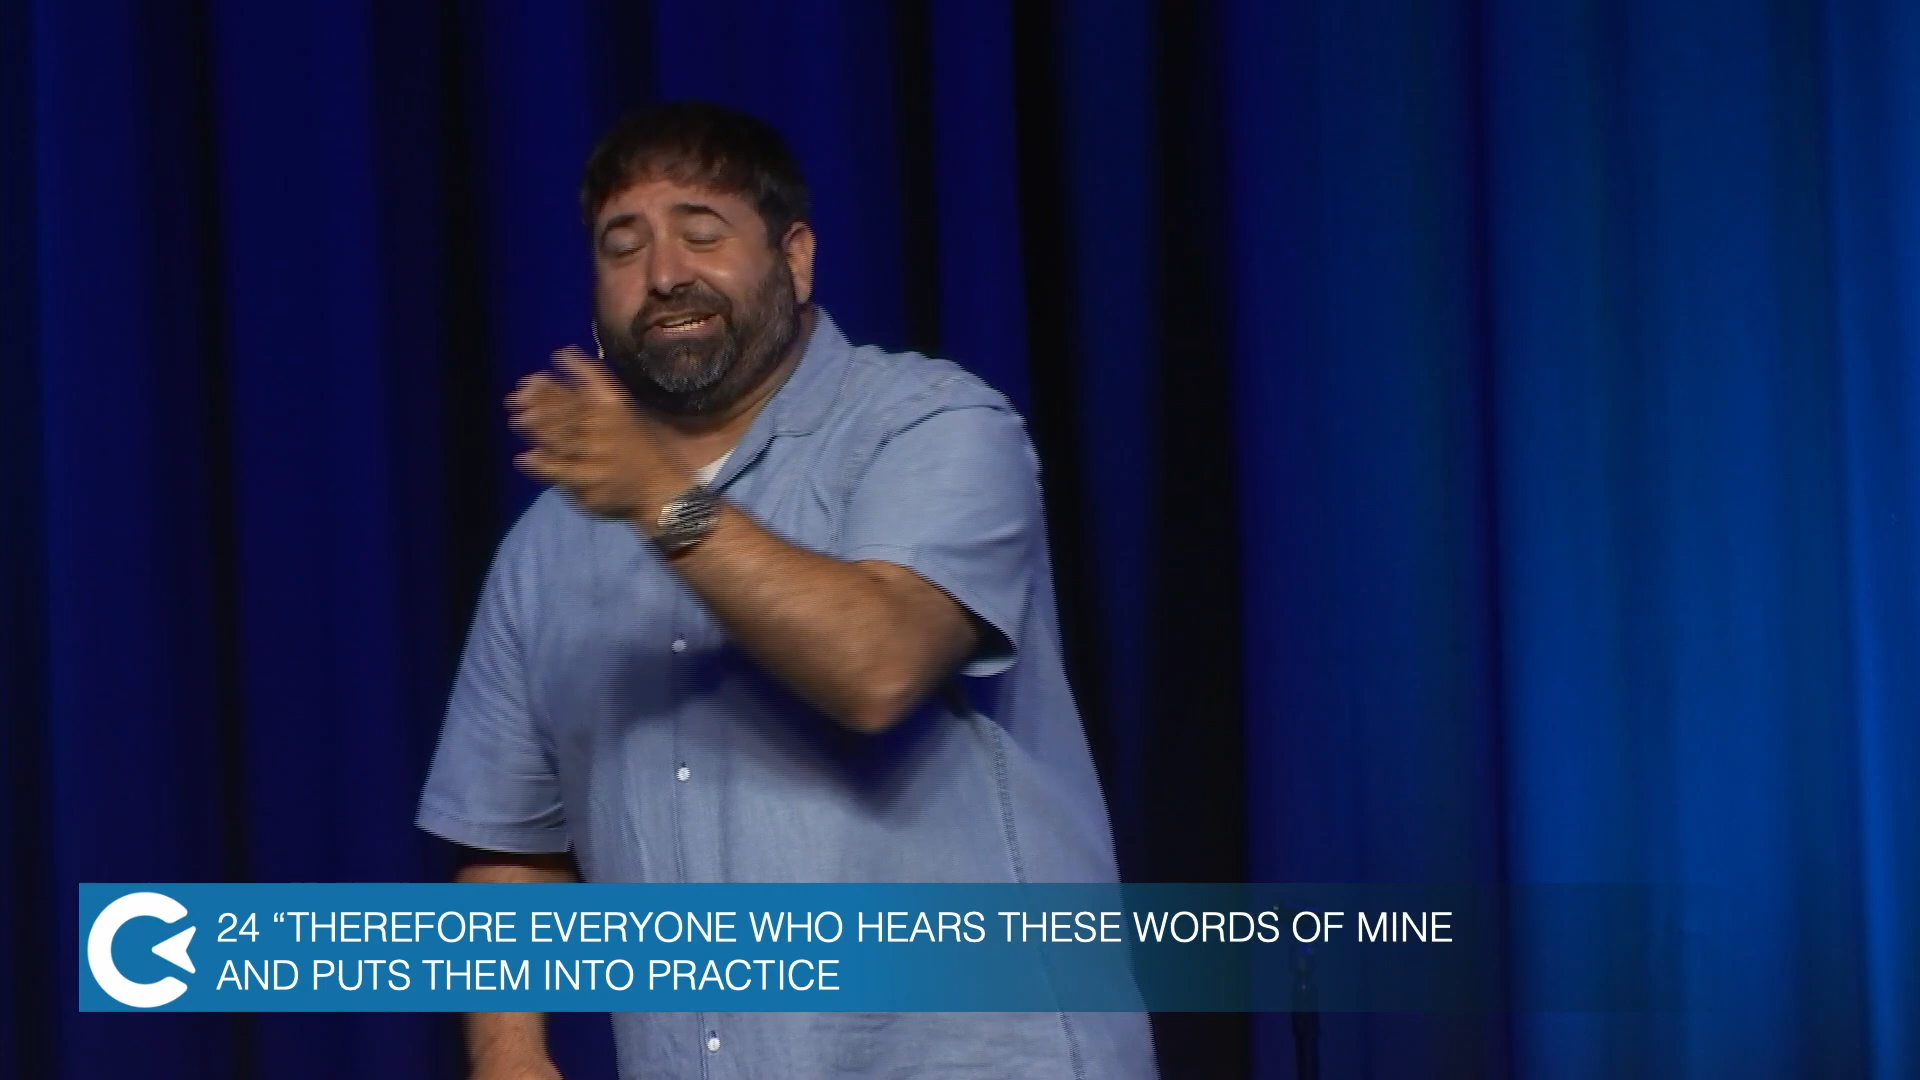 24 “THEREFORE EVERYONE WHO HEARS THESE WORDS OF MINE
AND PUTS THEM INTO PRACTICE